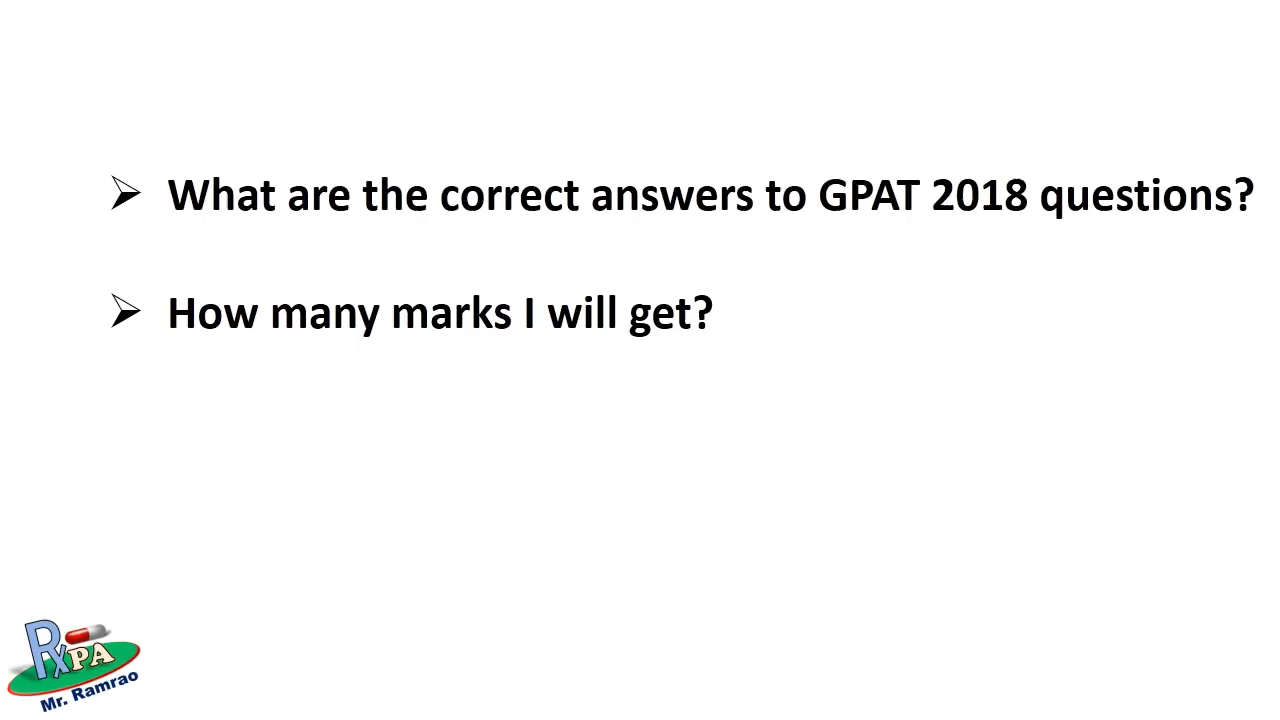 ➢ What are the correct answers to GPAT 2018 questions?
➢ How many marks I will get?
RxPA
Mr. Ramrao